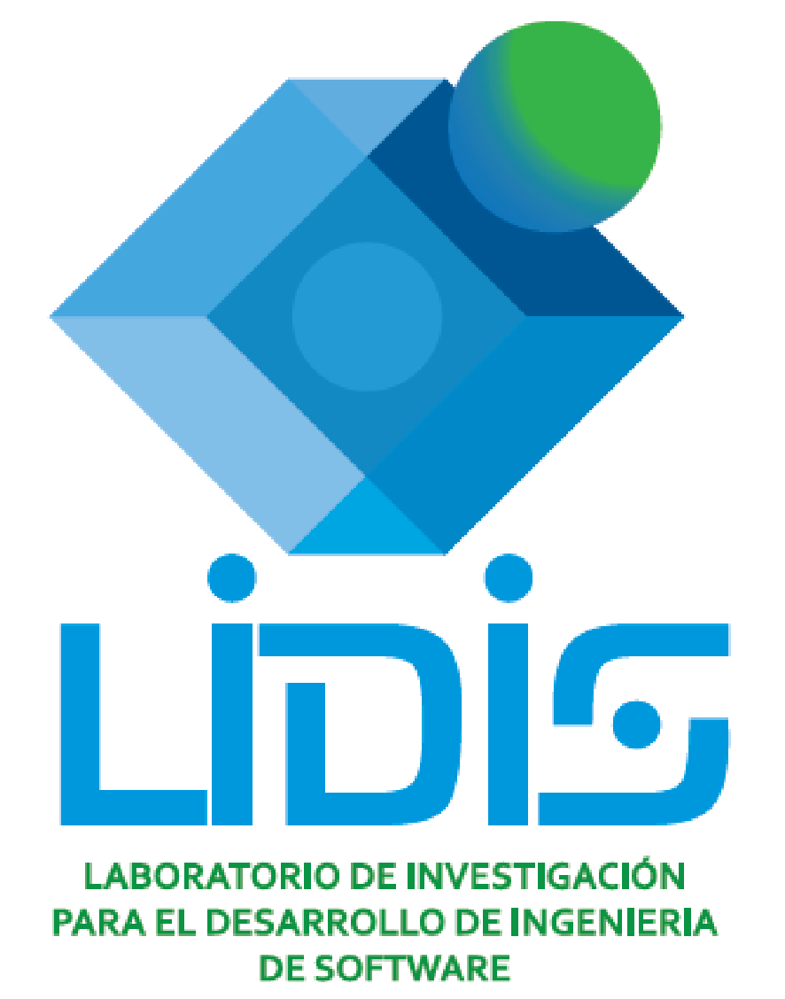 LiDiS
LABORATORIO DE INVESTIGACIÓN
PARA EL DESARROLLO DE INGENIERIA
DE SOFTWARE